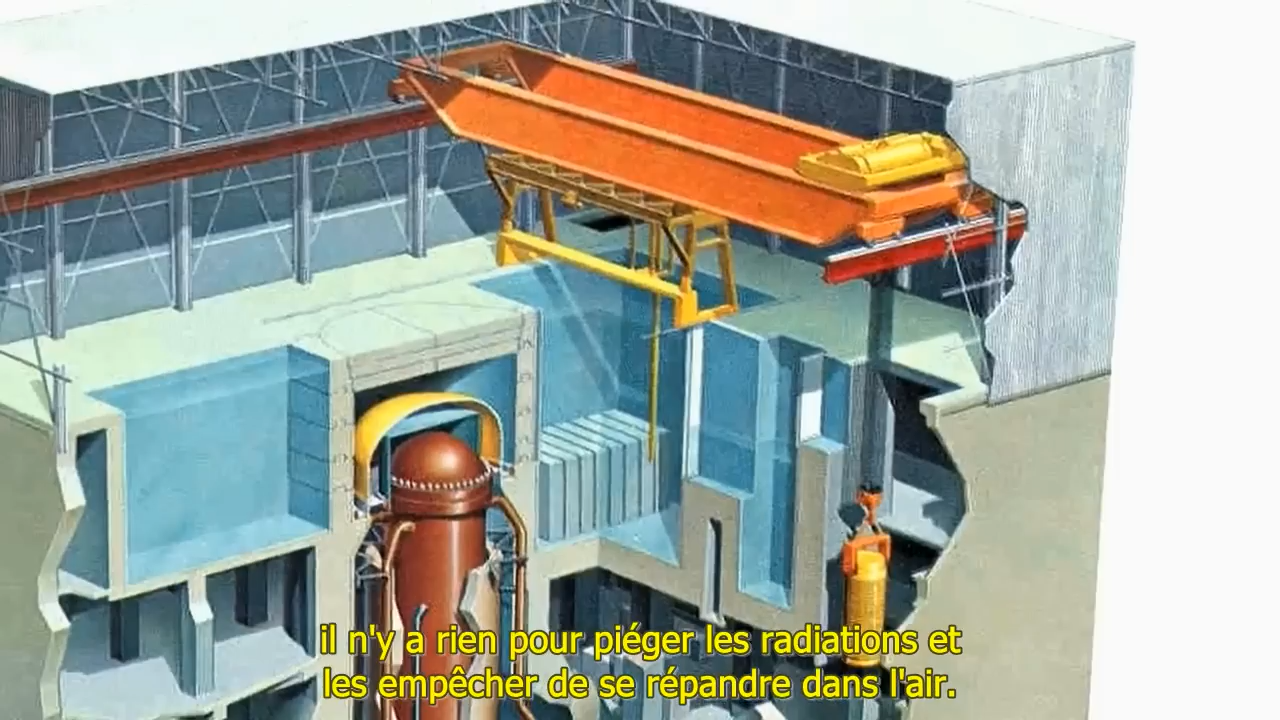 il n'y a rien pour piéger les radiations et
les empêcher de se répandre dans l'air.